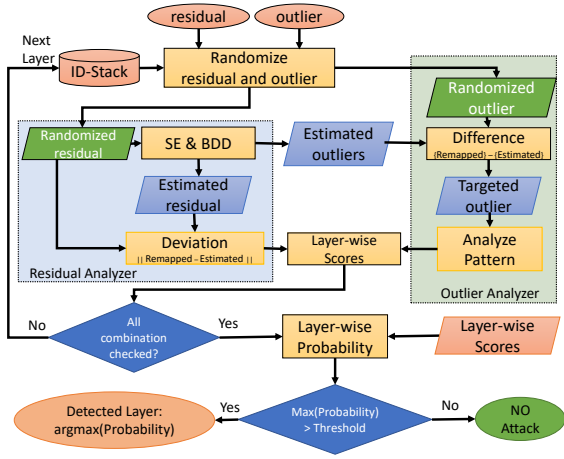 residual
outlier
Next
Layer
ID-Stack
Randomize
residual and outlier
Randomized
outlier
Randomized
residual
SE & BDD
Estimated
outliers
Difference
{Remapped} – {Estimated}
Estimated
residual
Targeted
outlier
Deviation
|| Remapped – Estimated ||
Layer-wise
Scores
Analyze
Pattern
Residual Analyzer
Outlier Analyzer
No
All
combination
checked?
Yes
Layer-wise
Probability
Layer-wise
Scores
Detected Layer:
argmax(Probability)
Yes
Max(Probability)
> Threshold
No
NO
Attack